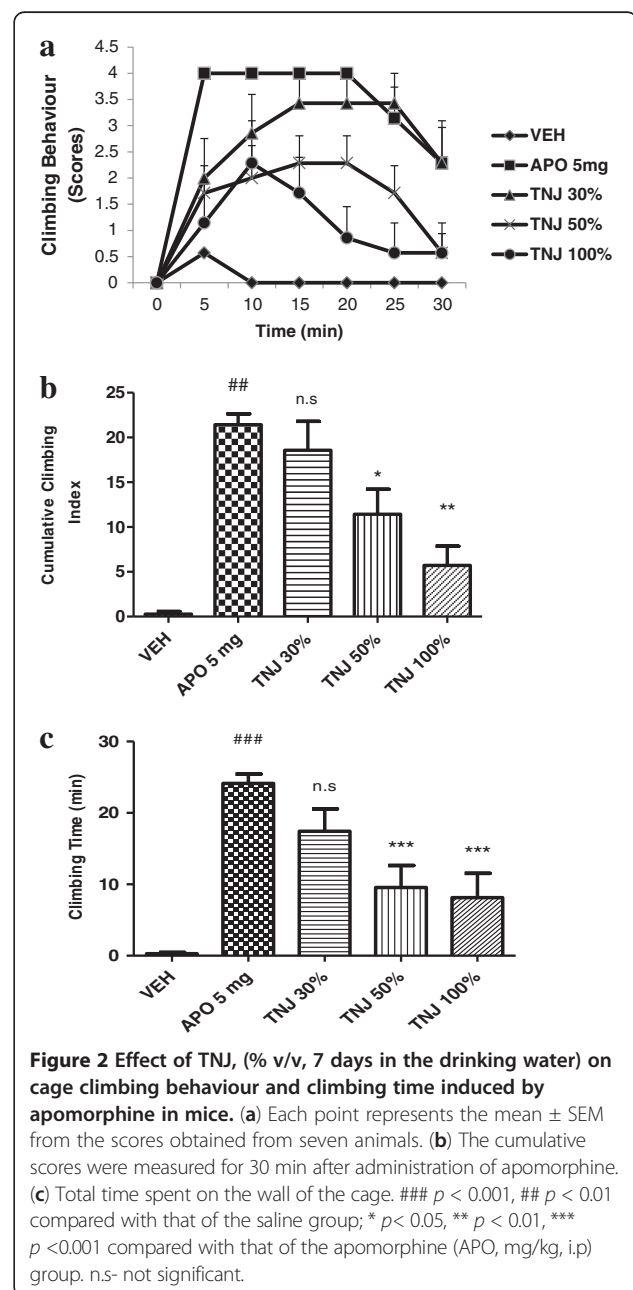 a
4.5
4
3.5
3
2.5
2
1.5
1
0.5
0
Climbing Behaviour
(Scores)
0 5 10 15 20 25 30
Time (min)
VEH
APO 5mg
TNJ 30%
TNJ 50%
TNJ 100%
b
25
20
15
10
5
0
Cumulative Climbing
Index
##
n.s
*
**
VEH
APO 5 mg
TNJ 30%
TNJ 50%
TNJ 100%
c
30
20
10
0
Climbing Time (min)
###
n.s
***
***
VEH
APO 5 mg
TNJ 30%
TNJ 50%
TNJ 100%
Figure 2 Effect of TNJ, (% v/v, 7 days in the drinking water) on
cage climbing behaviour and climbing time induced by
apomorphine in mice. (a) Each point represents the mean ± SEM
from the scores obtained from seven animals. (b) The cumulative
scores were measured for 30 min after administration of apomorphine.
(c) Total time spent on the wall of the cage. ### p < 0.001, ## p < 0.01
compared with that of the saline group; * p< 0.05, ** p < 0.01, ***
p <0.001 compared with that of the apomorphine (APO, mg/kg, i.p)
group. n.s- not significant.